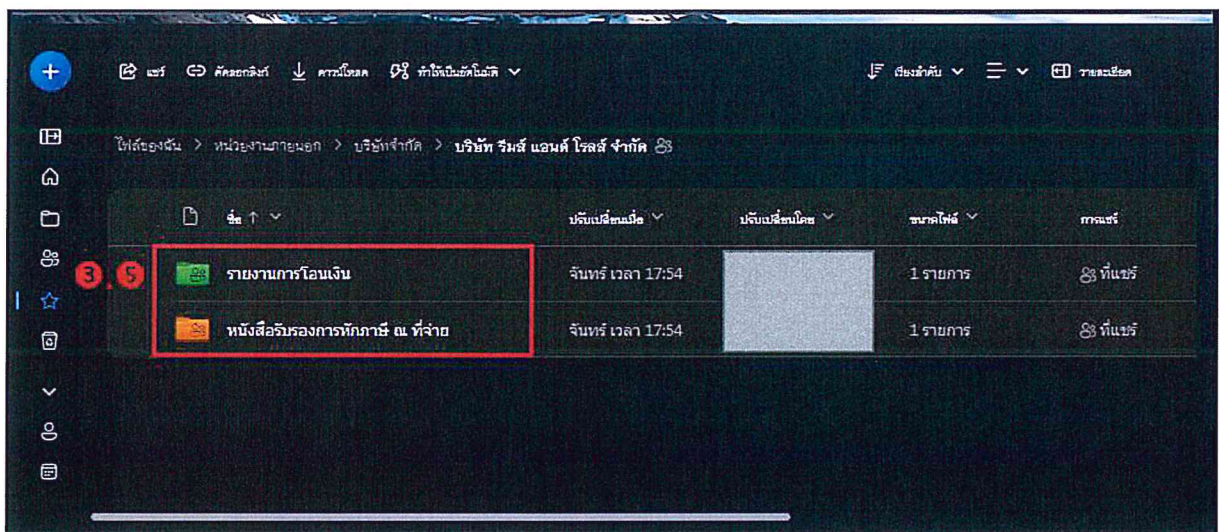 แชร์ คัดลอกลิงก์ ดาวน์โหลด ทำให้เป็นอัตโนมัติ เรียงลำดับ รายละเอียด
ไฟล์ของฉัน > หน่วยงานภายนอก > บริษัทจำกัด > บริษัท รีมส์ แอนด์ โรลส์ จำกัด
ชื่อ ปรับเปลี่ยนเมื่อ ปรับเปลี่ยนโดย ขนาดไฟล์ การแชร์
3.5 รายงานการโอนเงิน จันทร์ เวลา 17:54 1 รายการ ที่แชร์
หนังสือรับรองการหักภาษี ณ ที่จ่าย จันทร์ เวลา 17:54 1 รายการ ที่แชร์